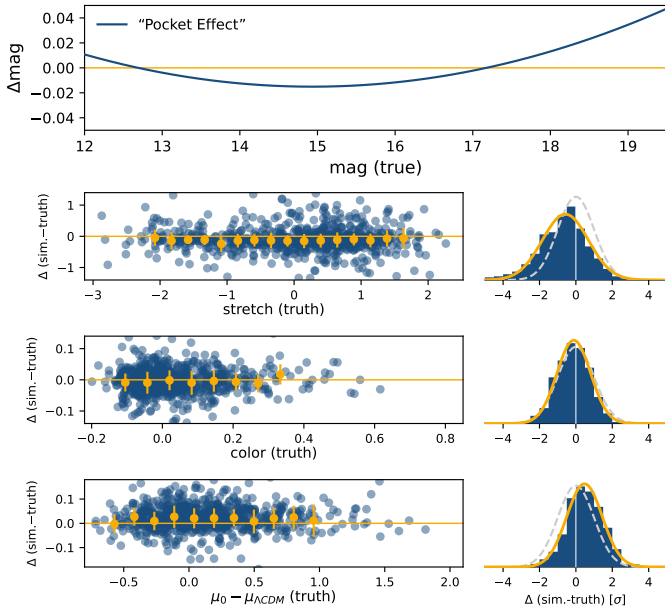 “Pocket Effect”
Δmag
0.04
0.02
0.00
−0.02
−0.04
12 13 14 15 16 17 18 19
mag (true)
Δ (sim.−truth)
1
0
−1
−3 −2 −1 0 1 2
stretch (truth)
−4 −2 0 2 4
Δ (sim.−truth)
0.1
0.0
−0.1
−0.2 0.0 0.2 0.4 0.6 0.8
color (truth)
−4 −2 0 2 4
Δ (sim.−truth)
0.1
0.0
−0.1
−0.5 0.0 0.5 1.0 1.5 2.0
μ₀ − μ_ΛCDM (truth)
−4 −2 0 2 4
Δ (sim.-truth) [σ]